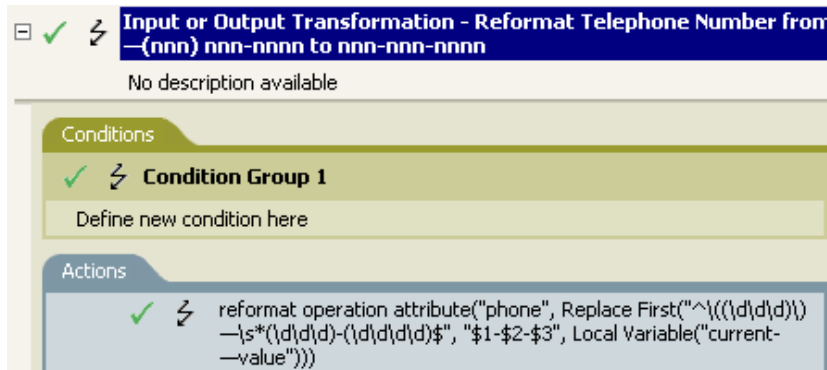 Input or Output Transformation - Reformat Telephone Number from
—(nnn) nnn-nnnn to nnn-nnn-nnnn
No description available
Conditions
Condition Group 1
Define new condition here
Actions
reformat operation attribute("phone", Replace First("^\((\d\d\d)\)
—\s*(\d\d\d)-(\d\d\d\d)$", "$1-$2-$3", Local Variable("current-
—value")))